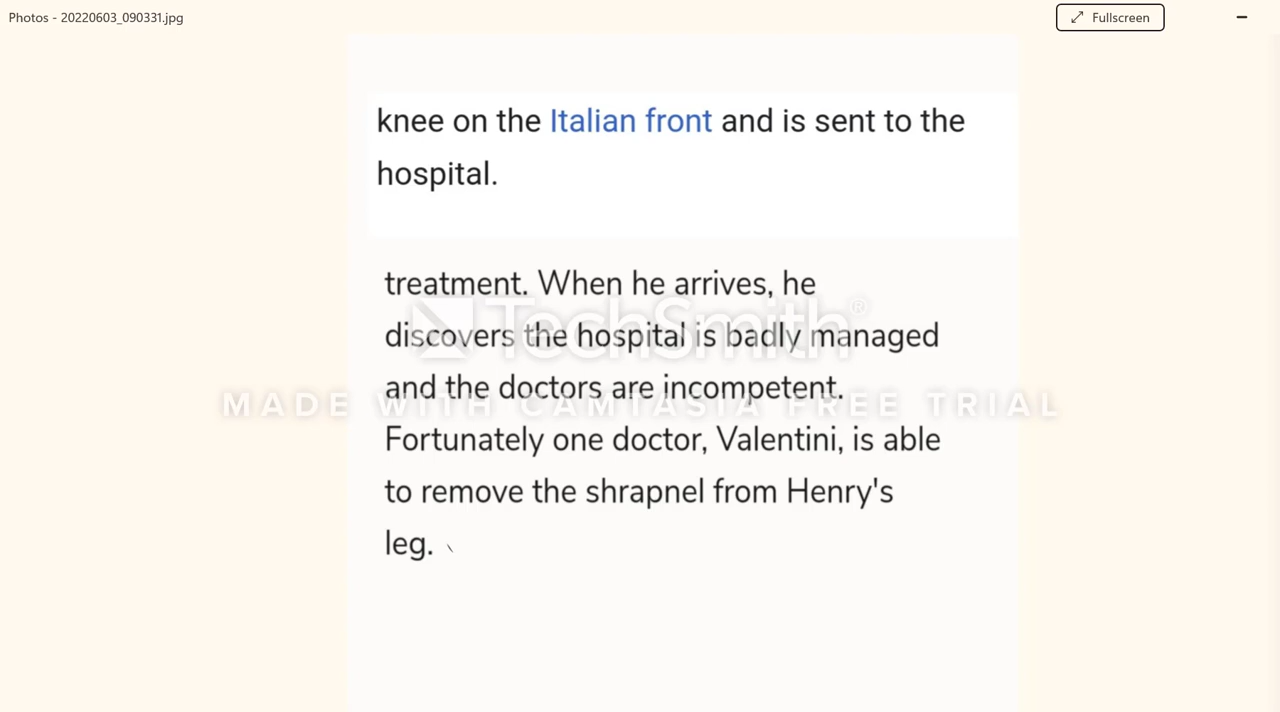 Photos - 20220603_090331.jpg
Fullscreen
knee on the Italian front and is sent to the
hospital.
treatment. When he arrives, he
TechSmith®
discovers the hospital is badly managed
and the doctors are incompetent.
MADE WITH CAMTASIA FREE TRIAL
Fortunately one doctor, Valentini, is able
to remove the shrapnel from Henry's
leg.